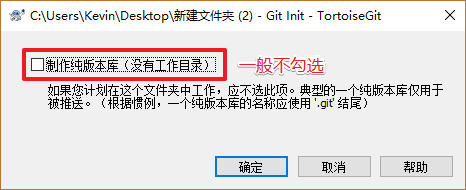 C:\Users\Kevin\Desktop\新建文件夹 (2) - Git Init - TortoiseGit
制作纯版本库（没有工作目录）
一般不勾选
如果您计划在这个文件夹中工作，应不选此项。典型的一个纯版本库仅用于
被推送。（根据惯例，一个纯版本库的名称应使用 '.git' 结尾）
确定
取消
帮助